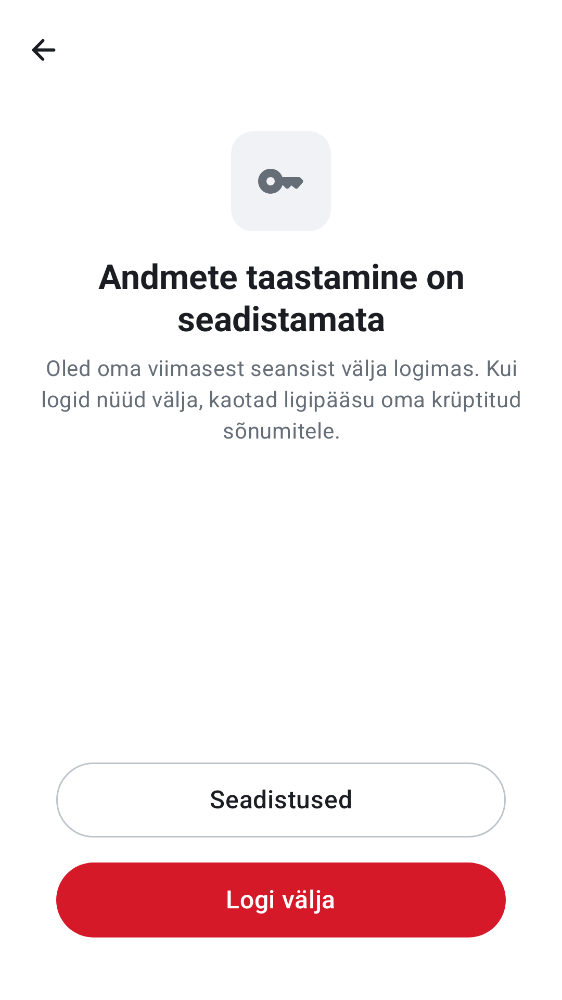 Andmete taastamine on
seadistamata
Oled oma viimasest seansist välja logimas. Kui
logid nüüd välja, kaotad ligipääsu oma krüptitud
sõnumitele.
Seadistused
Logi välja